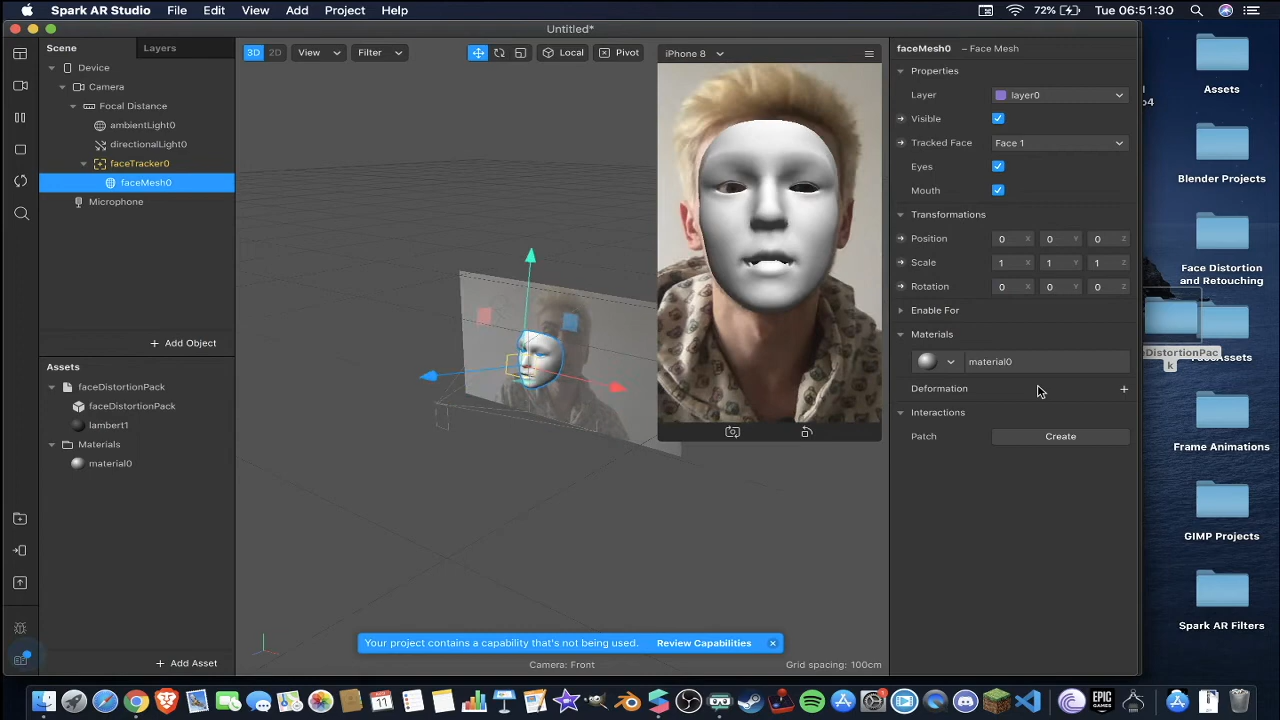 Spark AR Studio File Edit View Add Project Help 72% Tue 06:51:30
Untitled*
Scene Layers
Device
Camera
Focal Distance
ambientLight0
directionalLight0
faceTracker0
faceMesh0
Microphone
Add Object
Assets
faceDistortionPack
faceDistortionPack
lambert1
Materials
material0
Add Asset
3D 2D View Filter Local Pivot
iPhone 8
Your project contains a capability that's not being used. Review Capabilities
Camera: Front Grid spacing: 100cm
faceMesh0 – Face Mesh
Properties
Layer layer0
Visible
Tracked Face Face 1
Eyes
Mouth
Transformations
Position 0 X 0 Y 0 Z
Scale 1 X 1 Y 1 Z
Rotation 0 X 0 Y 0 Z
Enable For
Materials
material0
Deformation +
Interactions
Patch Create
Assets
Blender Projects
Face Distortion
and Retouching
eDistortionPac
k
Frame Animations
GIMP Projects
Spark AR Filters